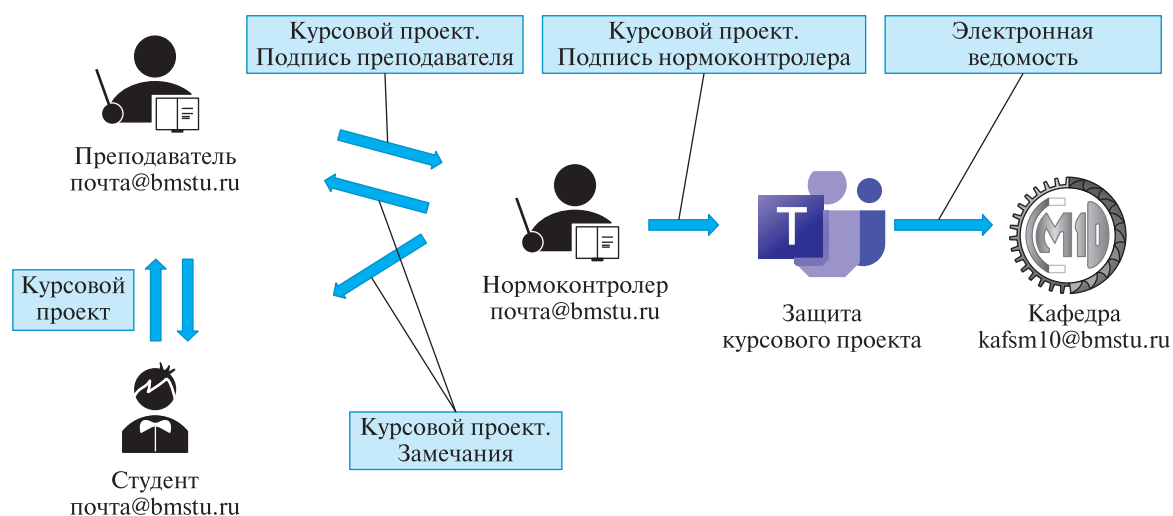 Курсовой проект.
Подпись преподавателя
Курсовой проект.
Подпись нормоконтролера
Электронная
ведомость
Преподаватель
почта@bmstu.ru
Курсовой
проект
T
СМ10
Нормоконтролер
почта@bmstu.ru
Защита
курсового проекта
Кафедра
kafsm10@bmstu.ru
Курсовой проект.
Замечания
Студент
почта@bmstu.ru